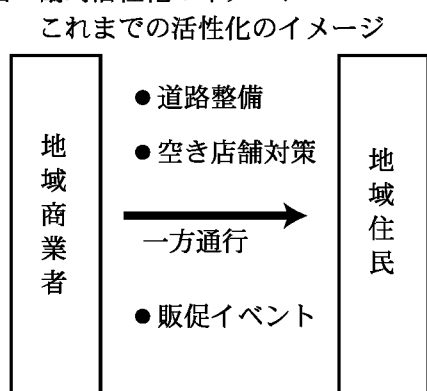 これまでの活性化のイメージ
地域商業者
●道路整備
●空き店舗対策
一方通行
●販促イベント
地域住民